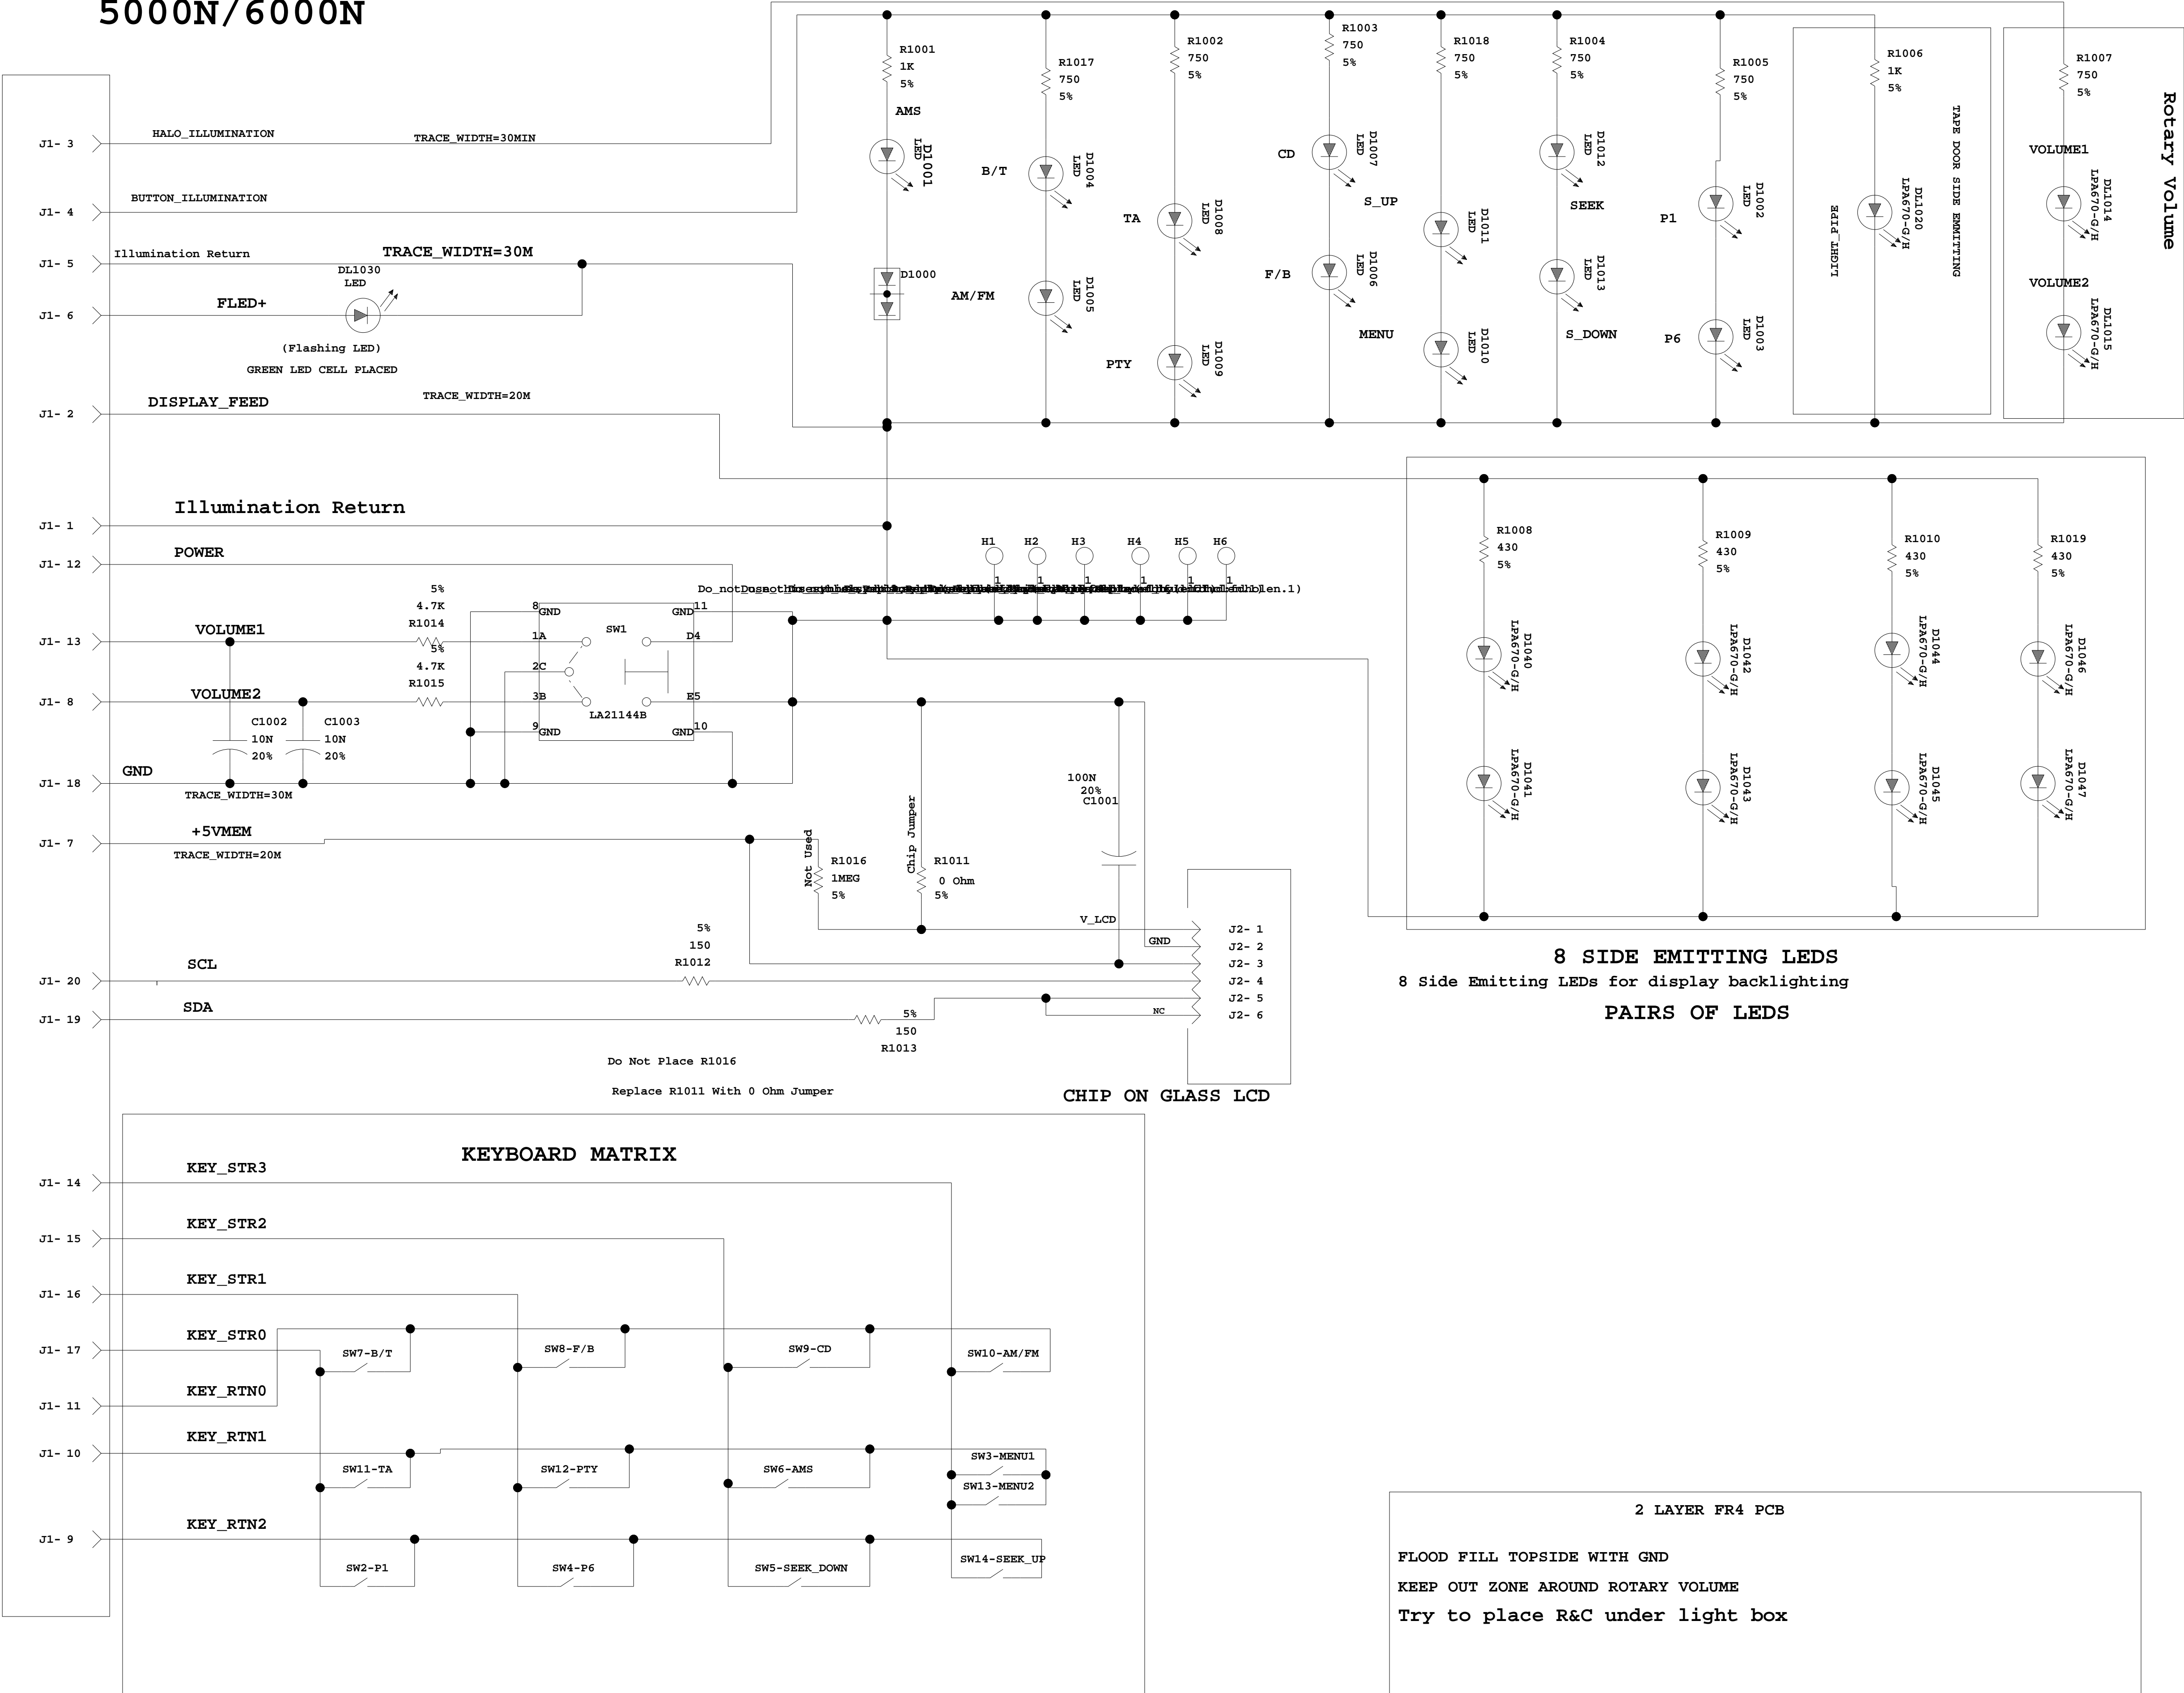 5000N/6000N
J1- 3
HALO_ILLUMINATION
TRACE_WIDTH=30MIN
J1- 4
BUTTON_ILLUMINATION
J1- 5
Illumination Return
TRACE_WIDTH=30M
J1- 6
FLED+
DL1030
LED
(Flashing LED)
GREEN LED CELL PLACED
J1- 2
DISPLAY_FEED
TRACE_WIDTH=20M
R1001
1K
5%
AMS
D1001
LED
D1000
R1017
750
5%
B/T
D1004
LED
AM/FM
D1005
LED
R1002
750
5%
TA
D1008
LED
PTY
D1009
LED
R1003
750
5%
CD
D1007
LED
F/B
D1006
LED
R1018
750
5%
S_UP
D1011
LED
MENU
D1010
LED
R1004
750
5%
D1012
LED
SEEK
D1013
LED
S_DOWN
R1005
750
5%
P1
D1002
LED
P6
D1003
LED
R1006
1K
5%
DL1020
LPA670-G/H
LIGHT_PIPE
TAPE DOOR SIDE EMMITTING
R1007
750
5%
Rotary Volume
VOLUME1
DL1014
LPA670-G/H
VOLUME2
DL1015
LPA670-G/H
J1- 1
Illumination Return
J1- 12
POWER
J1- 13
VOLUME1
5%
4.7K
R1014
5%
4.7K
R1015
J1- 8
VOLUME2
C1002
10N
20%
C1003
10N
20%
J1- 18
GND
TRACE_WIDTH=30M
8
GND
GND
11
1A
SW1
D4
2C
3B
E5
LA21144B
9
GND
GND
10
H1
H2
H3
H4
H5
H6
1
1
1
1
1
1
J1- 7
+5VMEM
TRACE_WIDTH=20M
Not Used
R1016
1MEG
5%
Chip Jumper
R1011
0 Ohm
5%
100N
20%
C1001
V_LCD
GND
NC
J2- 1
J2- 2
J2- 3
J2- 4
J2- 5
J2- 6
J1- 20
SCL
5%
150
R1012
J1- 19
SDA
5%
150
R1013
Do Not Place R1016
Replace R1011 With 0 Ohm Jumper
CHIP ON GLASS LCD
R1008
430
5%
D1040
LPA670-G/H
D1041
LPA670-G/H
R1009
430
5%
D1042
LPA670-G/H
D1043
LPA670-G/H
R1010
430
5%
D1044
LPA670-G/H
D1045
LPA670-G/H
R1019
430
5%
D1046
LPA670-G/H
D1047
LPA670-G/H
8 SIDE EMITTING LEDS
8 Side Emitting LEDs for display backlighting
PAIRS OF LEDS
KEYBOARD MATRIX
J1- 14
KEY_STR3
J1- 15
KEY_STR2
J1- 16
KEY_STR1
J1- 17
KEY_STR0
J1- 11
KEY_RTN0
J1- 10
KEY_RTN1
J1- 9
KEY_RTN2
SW7-B/T
SW8-F/B
SW9-CD
SW10-AM/FM
SW11-TA
SW12-PTY
SW6-AMS
SW3-MENU1
SW13-MENU2
SW2-P1
SW4-P6
SW5-SEEK_DOWN
SW14-SEEK_UP
2 LAYER FR4 PCB
FLOOD FILL TOPSIDE WITH GND
KEEP OUT ZONE AROUND ROTARY VOLUME
Try to place R&C under light box